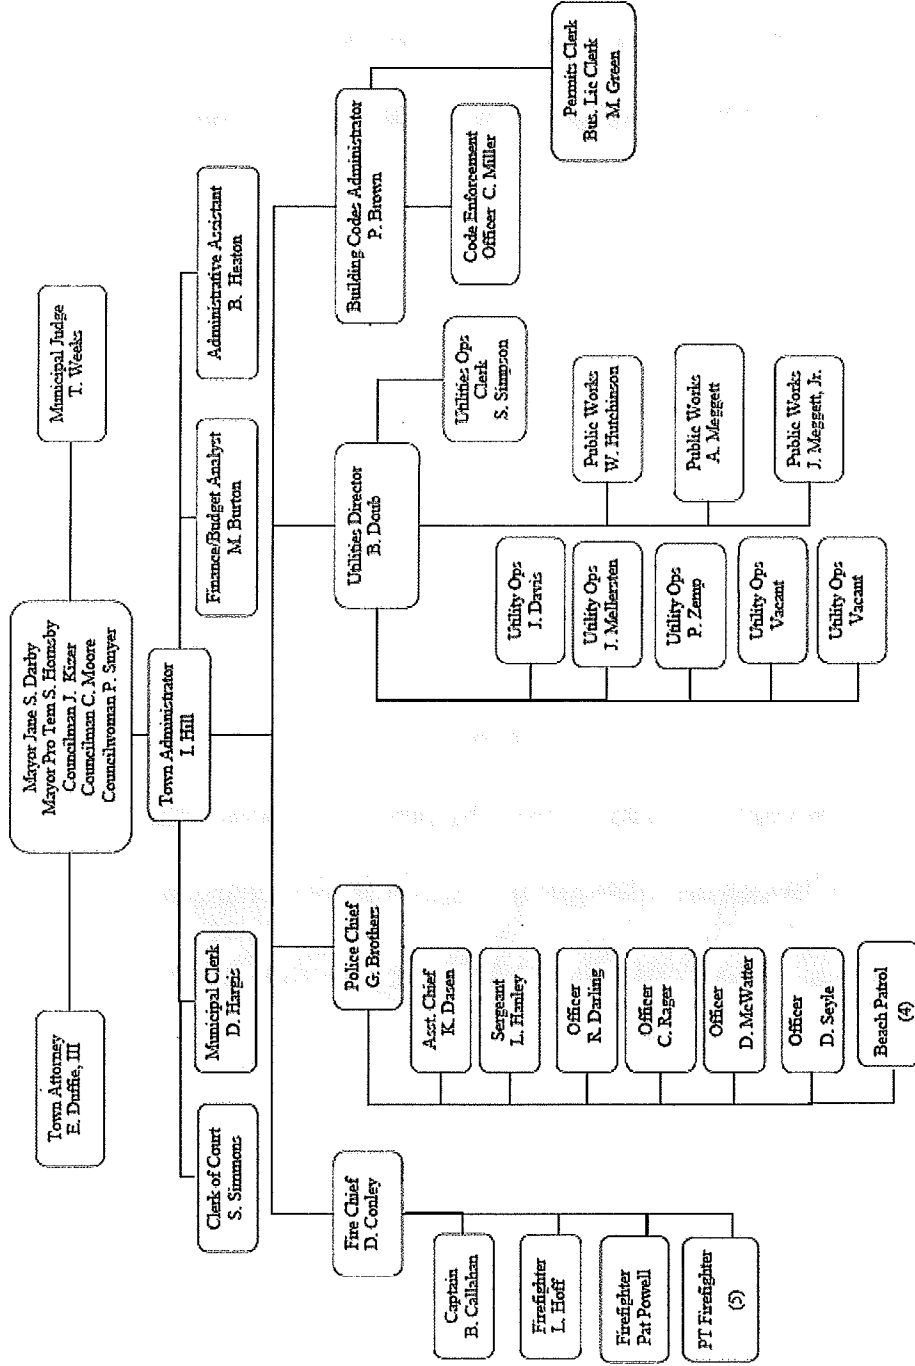 Mayor Jane S. Darby
Mayor Pro Tem S. Hornsby
Councilman J. Kizer
Councilman C. Moore
Councilwoman P. Smyer
Town Attorney
E. Duffie, III
Municipal Judge
T. Weeks
Town Administrator
I. Hill
Clerk of Court
S. Simmons
Municipal Clerk
D. Hargis
Finance/Budget Analyst
M. Burton
Administrative Assistant
B. Heaton
Fire Chief
D. Conley
Captain
B. Callahan
Firefighter
L. Hoff
Firefighter
Pat Powell
PT Firefighter
(5)
Police Chief
G. Brothers
Asst. Chief
K. Dasen
Sergeant
L. Hanley
Officer
R. Darling
Officer
C. Rager
Officer
D. McWatter
Officer
D. Seyle
Beach Patrol
(4)
Utilities Director
B. Doub
Utilities Ops
Clerk
S. Simpson
Utility Ops
J. Davis
Utility Ops
J. Mellersten
Utility Ops
P. Zemp
Utility Ops
Vacant
Utility Ops
Vacant
Public Works
W. Hutchinson
Public Works
A. Meggett
Public Works
J. Meggett, Jr.
Building Codes Administrator
P. Brown
Code Enforcement
Officer C. Miller
Permits Clerk
Bus. Lic Clerk
M. Green